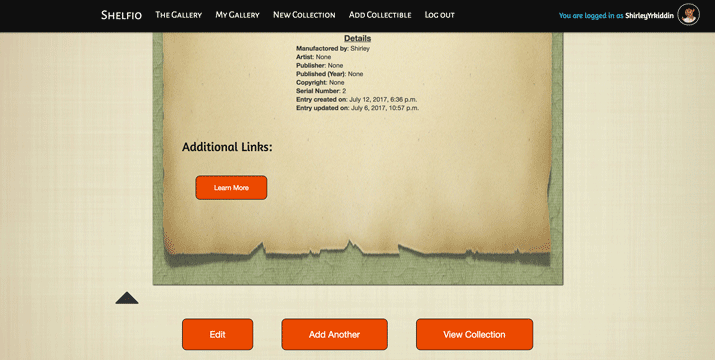 Shelfio The Gallery My Gallery New Collection Add Collectible Log out You are logged in as ShirleyYrkiddin
Details
Manufactored by: Shirley
Artist: None
Publisher: None
Published (Year): None
Copyright: None
Serial Number: 2
Entry created on: July 12, 2017, 6:36 p.m.
Entry updated on: July 6, 2017, 10:57 p.m.
Additional Links:
Learn More
Edit Add Another View Collection